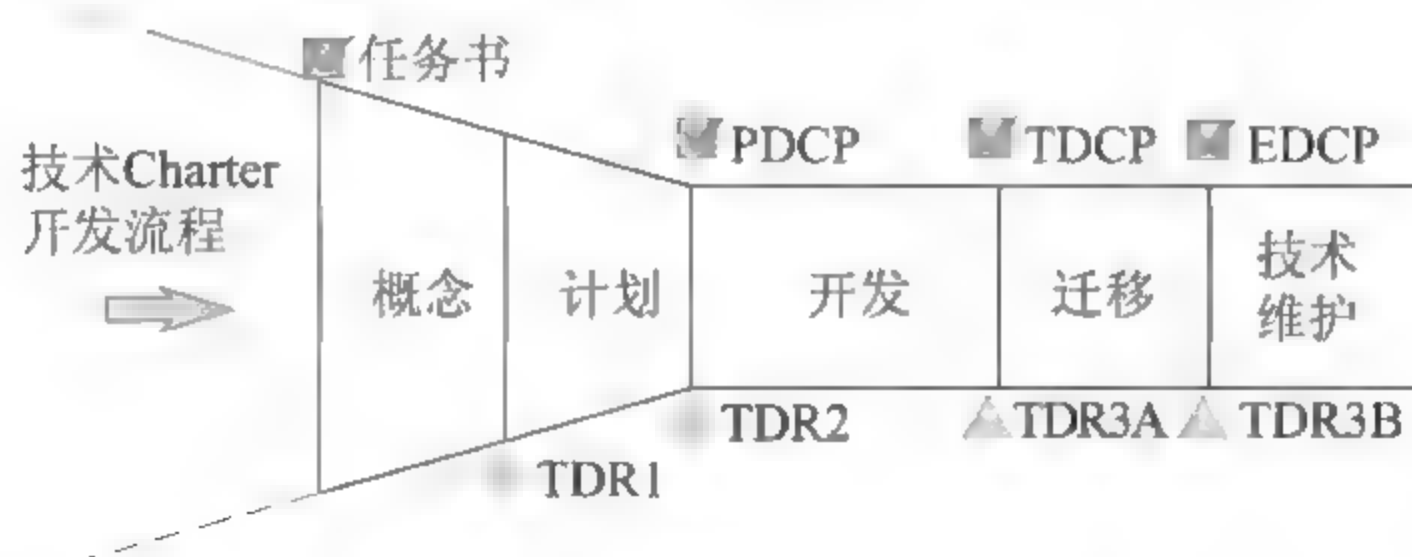 任务书
PDCP
TDCP
EDCP
技术Charter
开发流程
概念
计划
开发
迁移
技术
维护
TDR1
TDR2
TDR3A
TDR3B